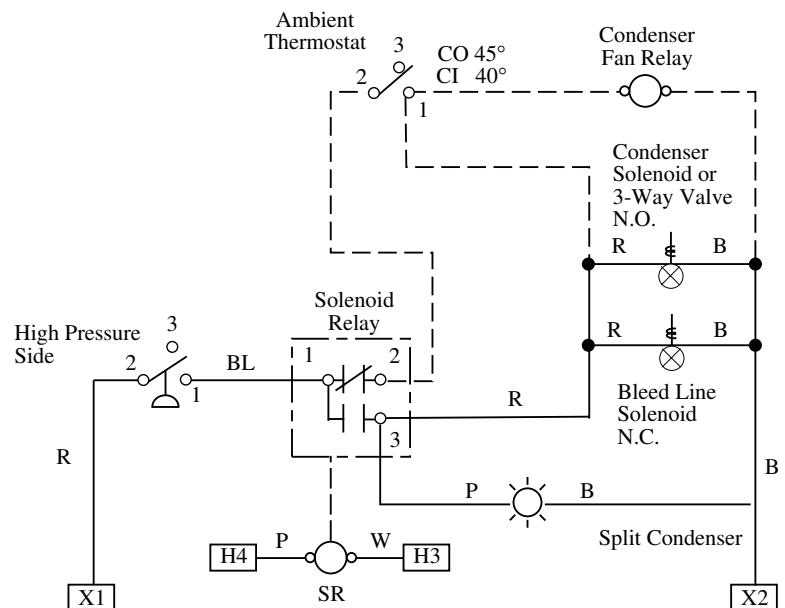 Ambient
Thermostat
3
2
CO 45°
CI 40°
1
Condenser
Fan Relay
Condenser
Solenoid or
3-Way Valve
N.O.
R
B
Solenoid
Relay
High Pressure
Side
3
2
1
BL
1
2
3
R
B
R
Bleed Line
Solenoid
N.C.
R
B
P
B
Split Condenser
H4
P
W
H3
SR
X1
X2